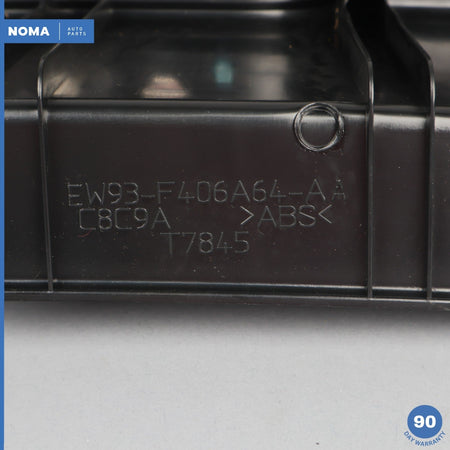 NOMA AUTO PARTS
EW93-F406A64-AA
C8C9A >ABS<
T7845
90
DAY WARRANTY